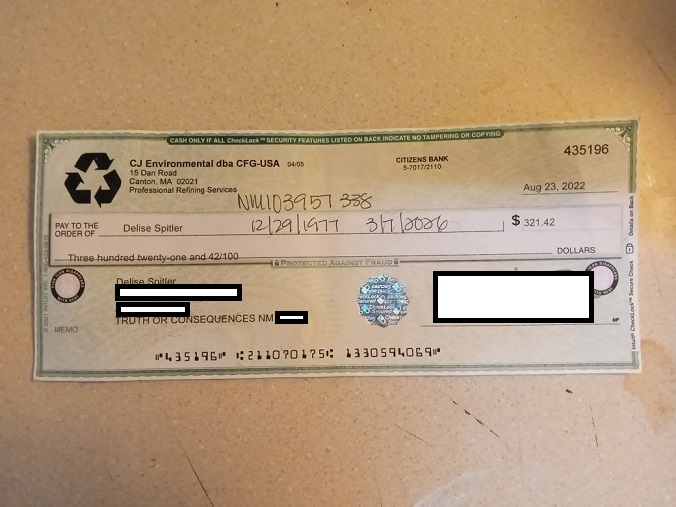 CASH ONLY IF ALL CheckLock™ SECURITY FEATURES LISTED ON BACK INDICATE NO TAMPERING OR COPYING
CJ Environmental dba CFG-USA 04/05
15 Dan Road
Canton, MA 02021
Professional Refining Services
CITIZENS BANK
5-7017/2110
435196
Aug 23, 2022
12/29/1977 3/7/2026
PAY TO THE
ORDER OF
Delise Spitler
$ 321.42
Three hundred twenty-one and 42/100
DOLLARS
PROTECTED AGAINST FRAUD
Delise Spitler
TRUTH OR CONSEQUENCES NM
MEMO
MP
Details on Back
Intuit® CheckLock™ Secure Check
⑈435196⑈ ⑆211070175⑆ 1330594069⑈